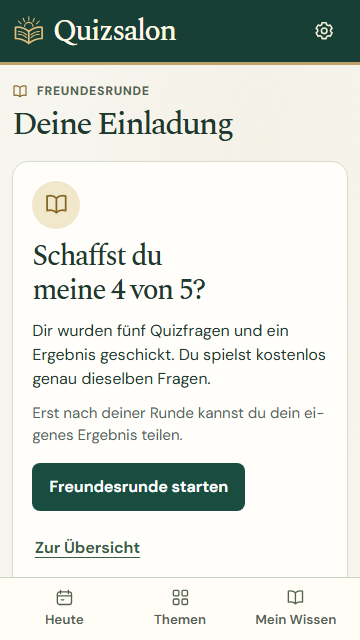 Quizsalon
FREUNDESRUNDE
Deine Einladung
Schaffst du
meine 4 von 5?
Dir wurden fünf Quizfragen und ein
Ergebnis geschickt. Du spielst kostenlos
genau dieselben Fragen.
Erst nach deiner Runde kannst du dein ei-
genes Ergebnis teilen.
Freundesrunde starten
Zur Übersicht
Heute
Themen
Mein Wissen